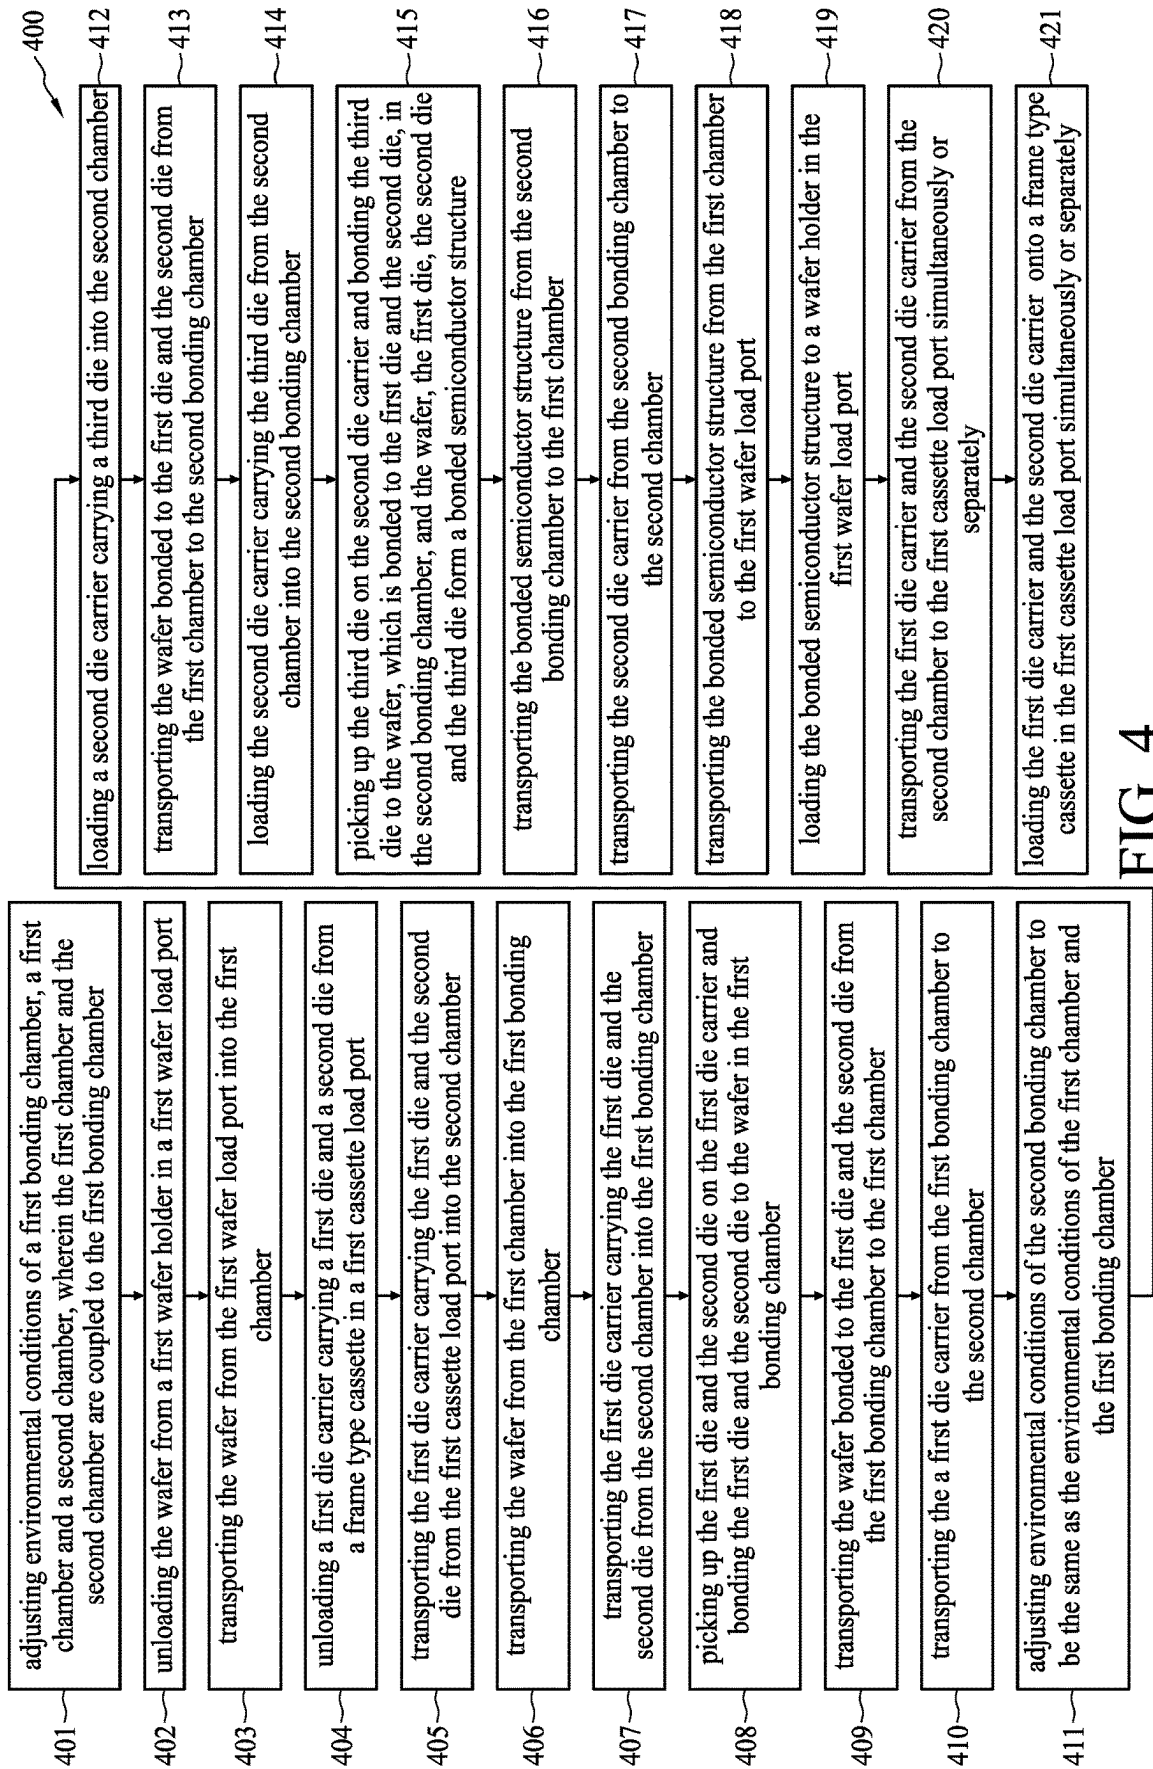 400
401
adjusting environmental conditions of a first bonding chamber, a first
chamber and a second chamber, wherein the first chamber and the
second chamber are coupled to the first bonding chamber
402
unloading the wafer from a first wafer holder in a first wafer load port
403
transporting the wafer from the first wafer load port into the first
chamber
404
unloading a first die carrier carrying a first die and a second die from
a frame type cassette in a first cassette load port
405
transporting the first die carrier carrying the first die and the second
die from the first cassette load port into the second chamber
406
transporting the wafer from the first chamber into the first bonding
chamber
407
transporting the first die carrier carrying the first die and the
second die from the second chamber into the first bonding chamber
408
picking up the first die and the second die on the first die carrier and
bonding the first die and the second die to the wafer in the first
bonding chamber
409
transporting the wafer bonded to the first die and the second die from
the first bonding chamber to the first chamber
410
transporting the a first die carrier from the first bonding chamber to
the second chamber
411
adjusting environmental conditions of the second bonding chamber to
be the same as the environmental conditions of the first chamber and
the first bonding chamber
loading a second die carrier carrying a third die into the second chamber
412
transporting the wafer bonded to the first die and the second die from
the first chamber to the second bonding chamber
413
loading the second die carrier carrying the third die from the second
chamber into the second bonding chamber
414
picking up the third die on the second die carrier and bonding the third
die to the wafer, which is bonded to the first die and the second die, in
the second bonding chamber, and the wafer, the first die, the second die
and the third die form a bonded semiconductor structure
415
transporting the bonded semiconductor structure from the second
bonding chamber to the first chamber
416
transporting the second die carrier from the second bonding chamber to
the second chamber
417
transporting the bonded semiconductor structure from the first chamber
to the first wafer load port
418
loading the bonded semiconductor structure to a wafer holder in the
first wafer load port
419
transporting the first die carrier and the second die carrier from the
second chamber to the first cassette load port simultaneously or
separately
420
loading the first die carrier and the second die carrier onto a frame type
cassette in the first cassette load port simultaneously or separately
421
FIG. 4